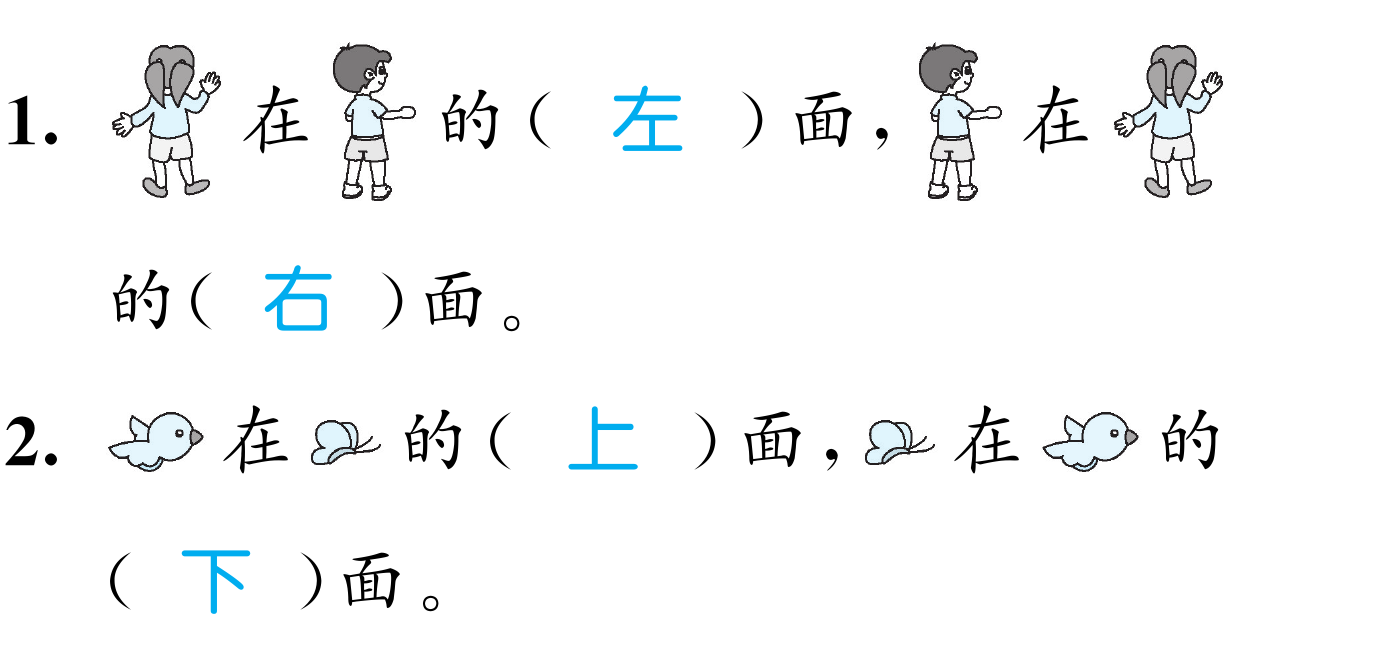 1. 在 的( 左 )面, 在
的( 右 )面。
2. 在 的( 上 )面, 在 的
( 下 )面。